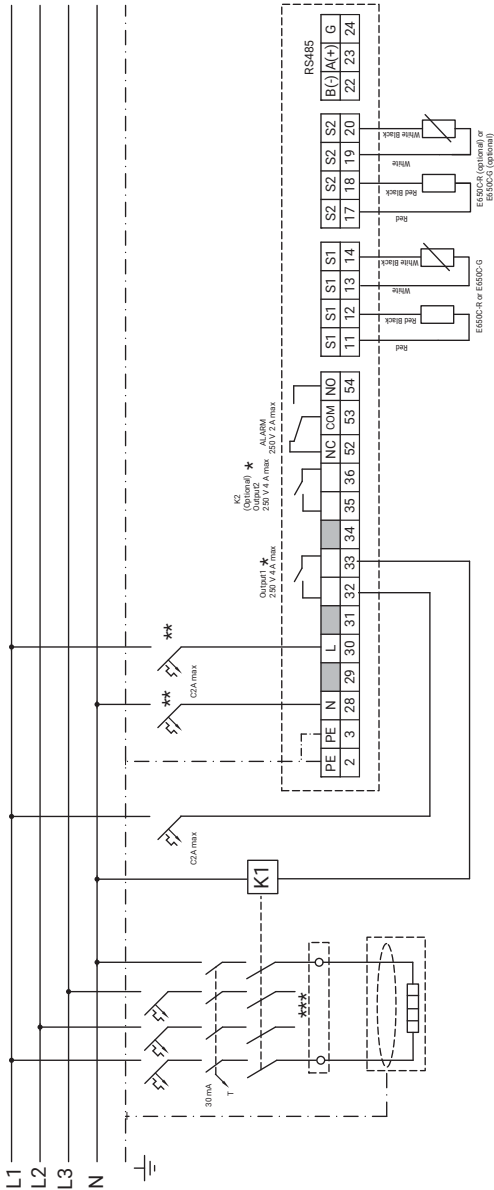 L1
L2
L3
N
30 mA
T
***
K1
C2A max
**
C2A max
**
C2A max
Output1 *
250 V 4 A max
K2
(Optional) *
Output2
250 V 4 A max
ALARM
250 V 2 A max
RS485
PE PE N L NC COM NO S1 S1 S1 S1 S2 S2 S2 S2 B(-) A(+) G
2 3 28 29 30 31 32 33 34 35 36 52 53 54 11 12 13 14 17 18 19 20 22 23 24
Red
Red Black
White
White Black
Red
Red Black
White
White Black
E650C-R or E650C-G
E650C-R (optional) or
E650C-G (optional)